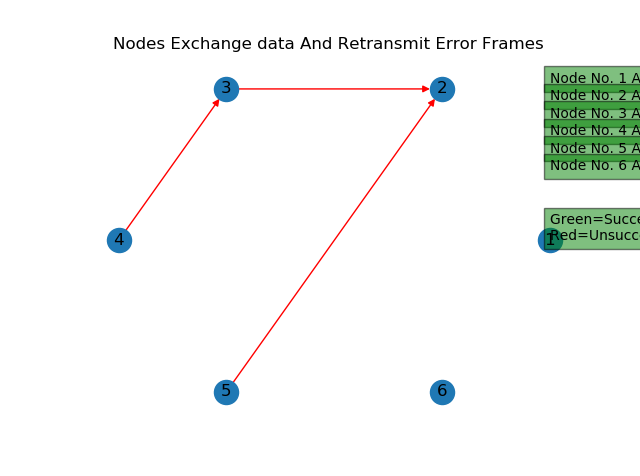 Nodes Exchange data And Retransmit Error Frames
3
2
Node No. 1 A
Node No. 2 A
Node No. 3 A
Node No. 4 A
Node No. 5 A
Node No. 6 A
Green=Succe
Red=Unsucc
4
1
5
6